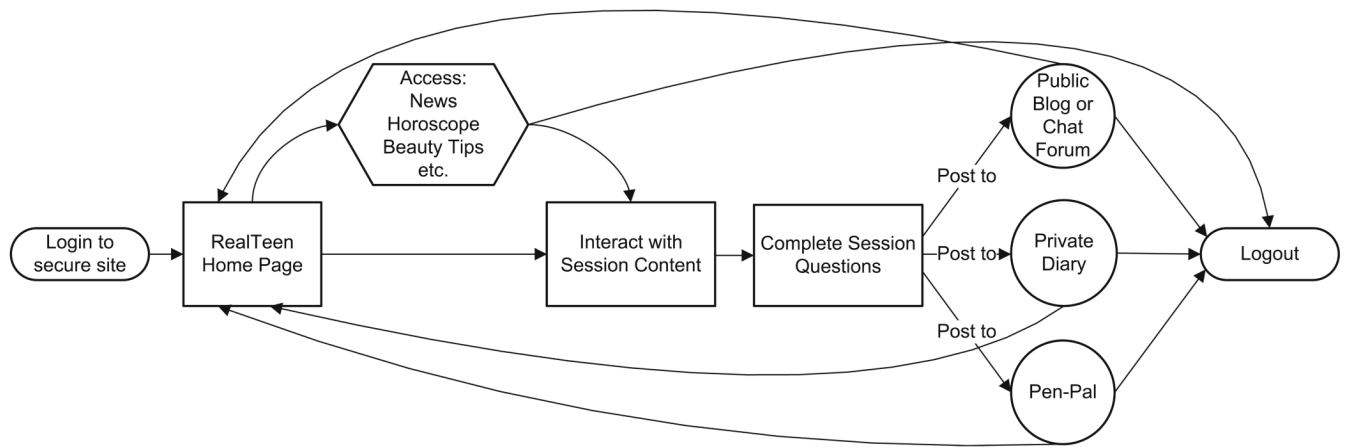 Access:
News
Horoscope
Beauty Tips
etc.
Public
Blog or
Chat
Forum
Post to
Login to
secure site
RealTeen
Home Page
Interact with
Session Content
Complete Session
Questions
Post to
Private
Diary
Logout
Post to
Pen-Pal